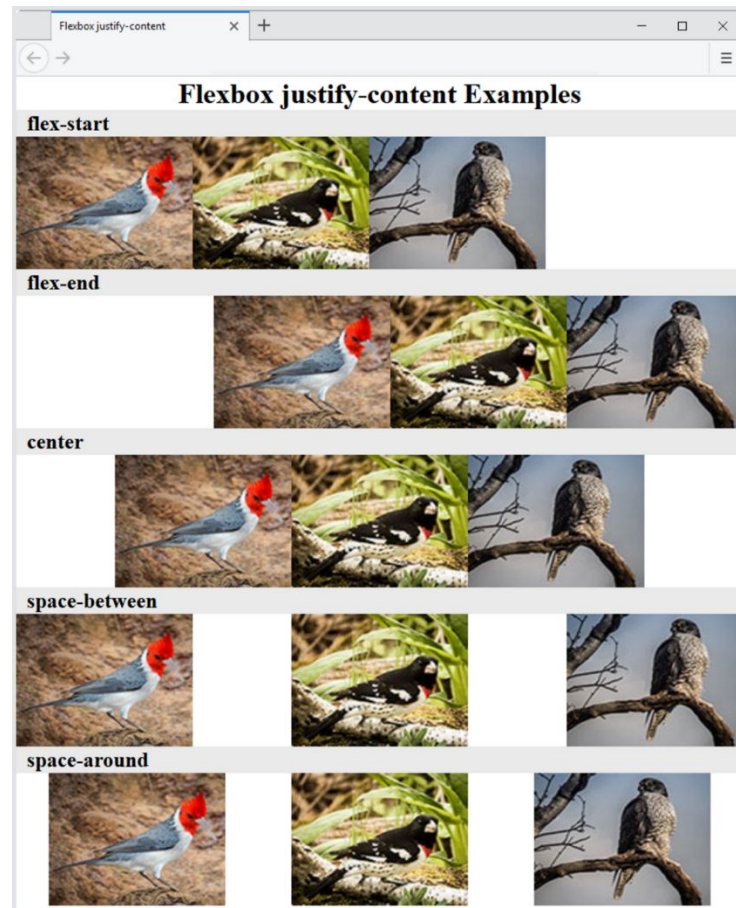 Flexbox justify-content
Flexbox justify-content Examples
flex-start
flex-end
center
space-between
space-around